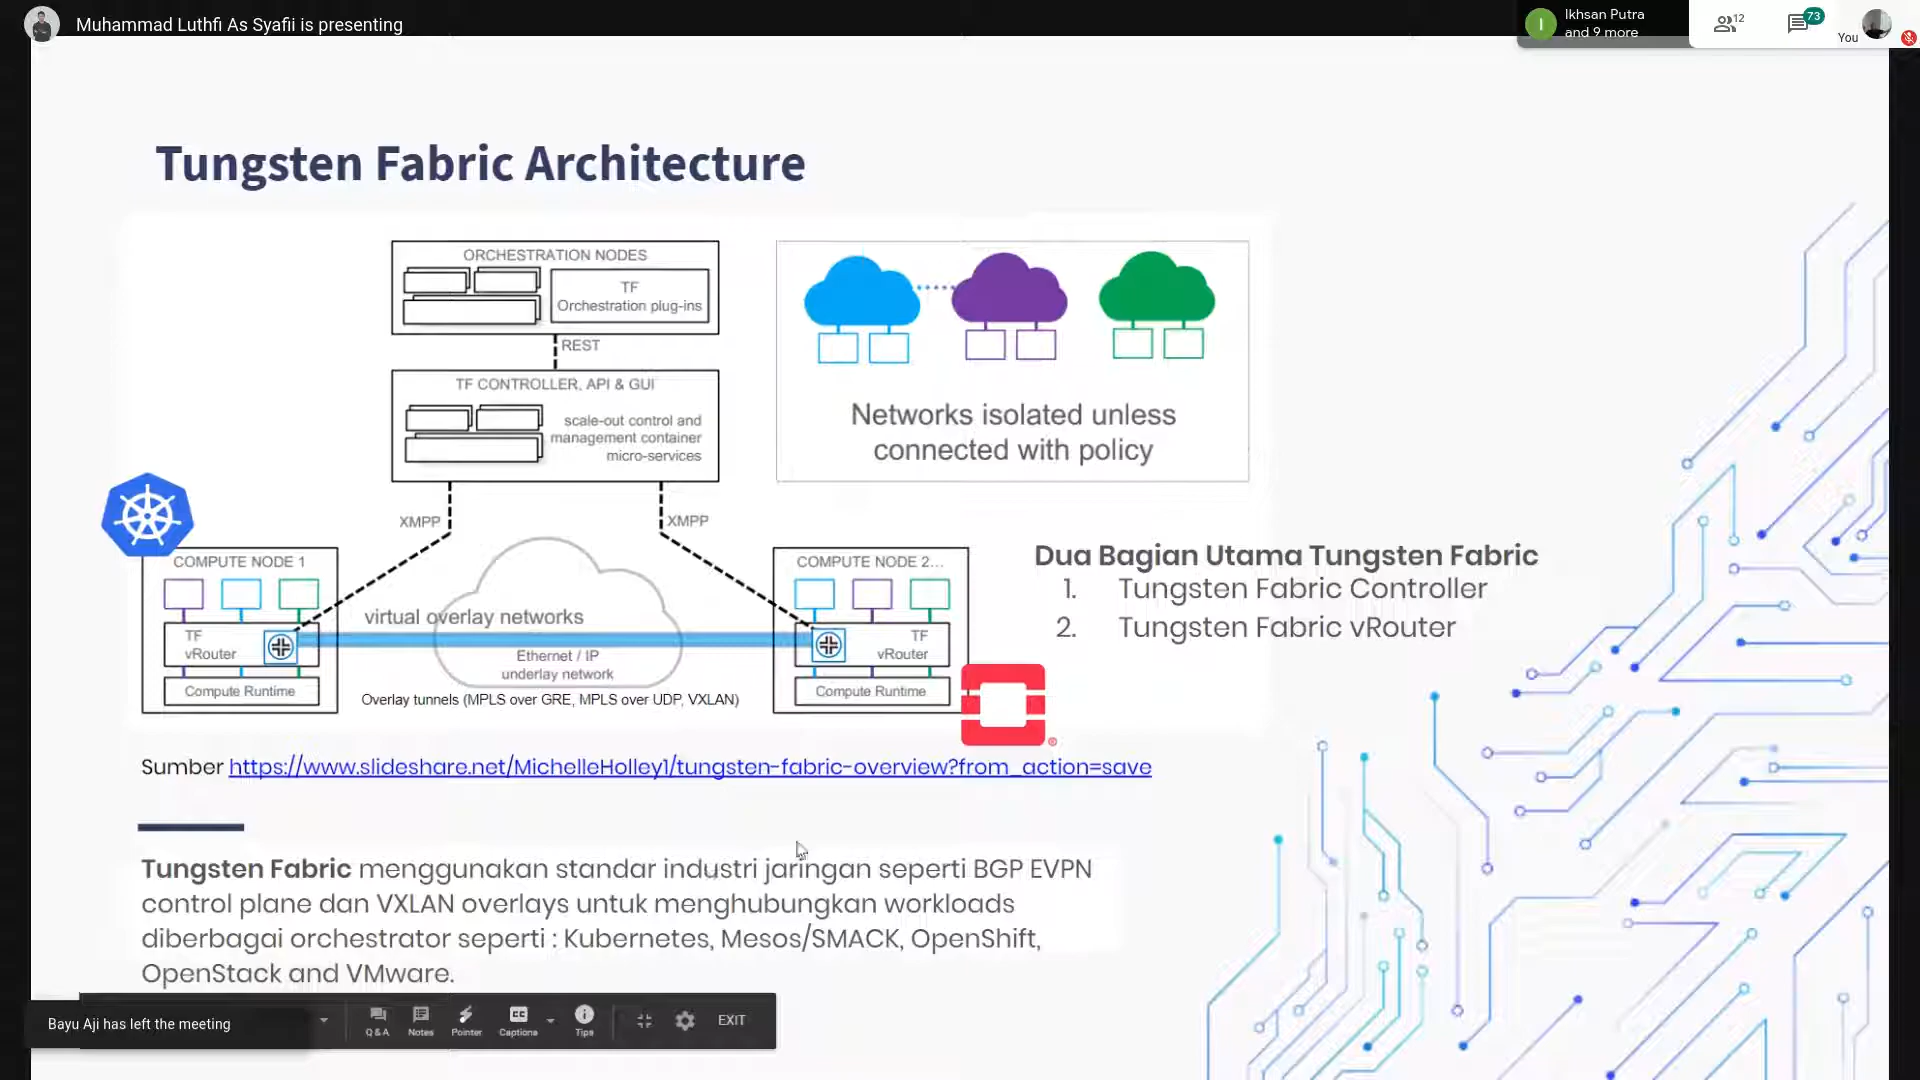 Muhammad Luthfi As Syafii is presenting
I
Ikhsan Putra
and 9 more
12
73
You
Tungsten Fabric Architecture
ORCHESTRATION NODES
TF
Orchestration plug-ins
REST
TF CONTROLLER, API & GUI
scale-out control and
management container
micro-services
XMPP
XMPP
Networks isolated unless
connected with policy
COMPUTE NODE 1
TF
vRouter
Compute Runtime
virtual overlay networks
Ethernet / IP
underlay network
Overlay tunnels (MPLS over GRE, MPLS over UDP, VXLAN)
COMPUTE NODE 2...
TF
vRouter
Compute Runtime
Dua Bagian Utama Tungsten Fabric
1. Tungsten Fabric Controller
2. Tungsten Fabric vRouter
Sumber https://www.slideshare.net/MichelleHolley1/tungsten-fabric-overview?from_action=save
Tungsten Fabric menggunakan standar industri jaringan seperti BGP EVPN
control plane dan VXLAN overlays untuk menghubungkan workloads
diberbagai orchestrator seperti : Kubernetes, Mesos/SMACK, OpenShift,
OpenStack and VMware.
Bayu Aji has left the meeting
Q & A
Notes
Pointer
CC
Captions
Tips
EXIT